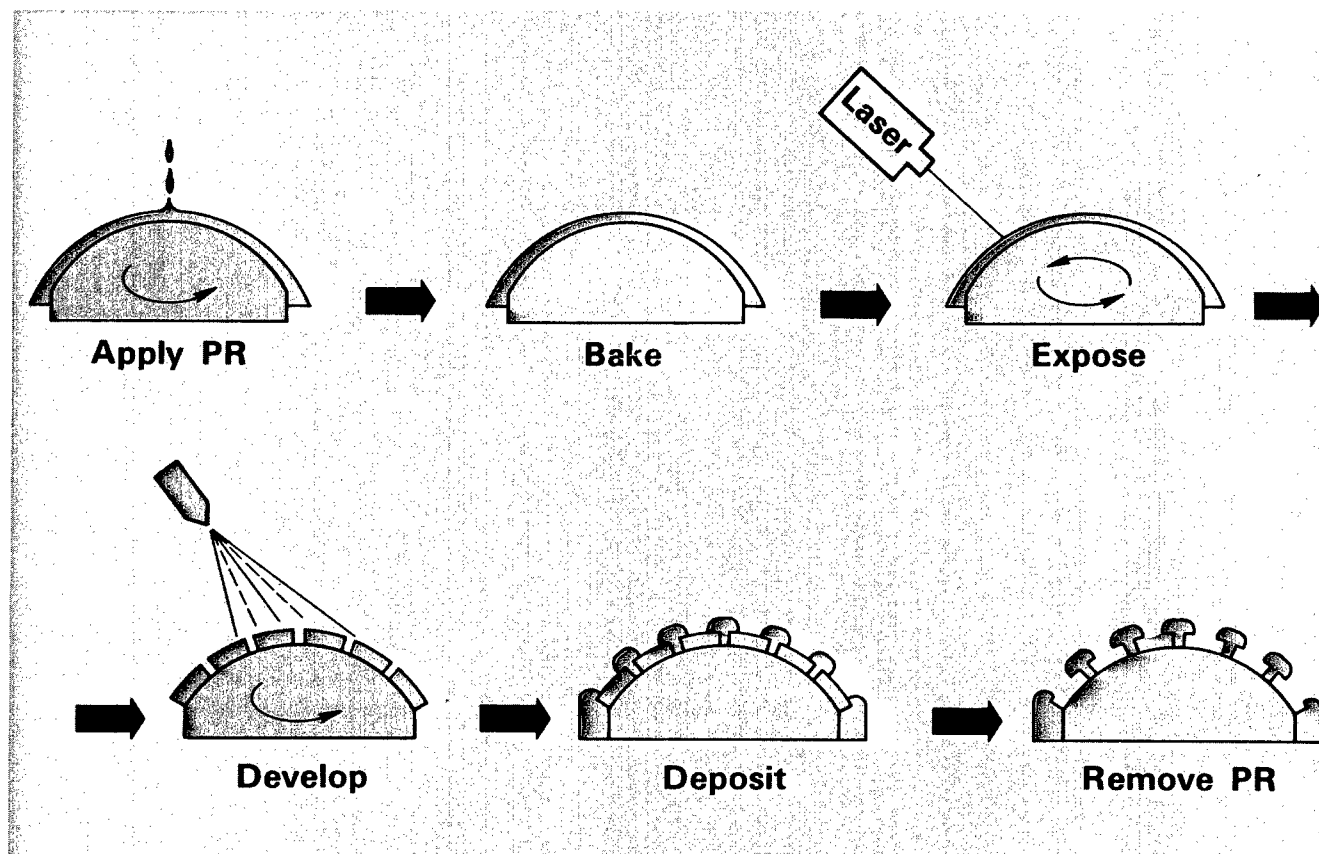 Laser
Apply PR
Bake
Expose
Develop
Deposit
Remove PR